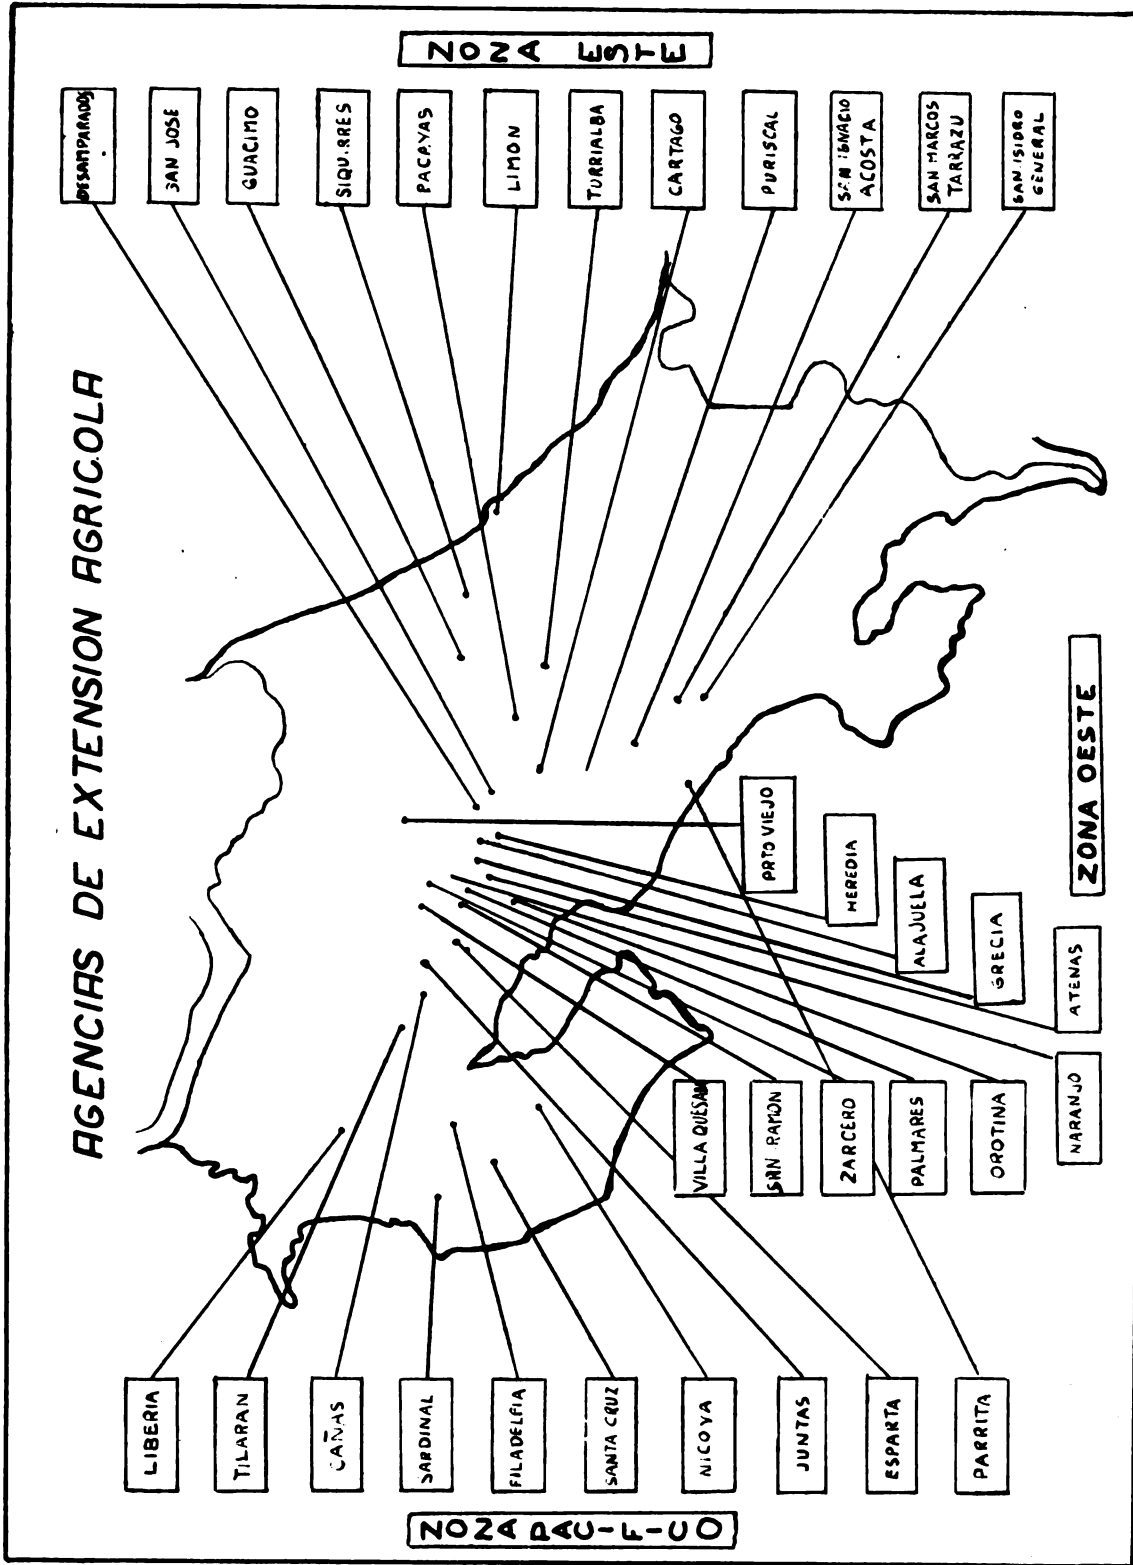 AGENCIAS DE EXTENSION AGRICOLA
ZONA PACIFICO
LIBERIA
TILARAN
CAÑAS
SARDINAL
FILADELFIA
SANTA CRUZ
NICOYA
JUNTAS
ESPARTA
PARRITA
ZONA ESTE
DESAMPARADOS
SAN JOSE
GUACIMO
SIQUIRRES
PACAYAS
LIMON
TURRIALBA
CARTAGO
PURISCAL
SAN IGNACIO
ACOSTA
SAN MARCOS
TARRAZU
SAN ISIDRO
GENERAL
ZONA OESTE
PRTO VIEJO
HEREDIA
ALAJUELA
GRECIA
ATENAS
VILLA QUESADA
SAN RAMON
ZARCERO
PALMARES
OROTINA
NARANJO